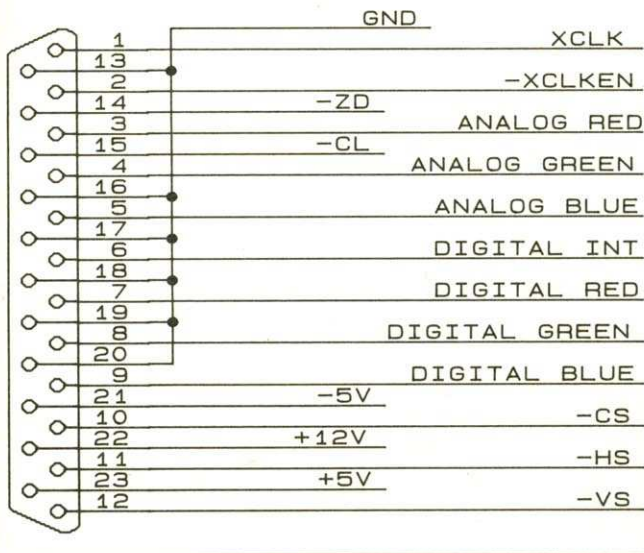 GND
1 XCLK
13
2 -XCLKEN
14 -ZD
3 ANALOG RED
15 -CL
4 ANALOG GREEN
16
5 ANALOG BLUE
17
6 DIGITAL INT
18
7 DIGITAL RED
19
8 DIGITAL GREEN
20
9 DIGITAL BLUE
21 -5V
10 -CS
22 +12V
11 -HS
23 +5V
12 -VS